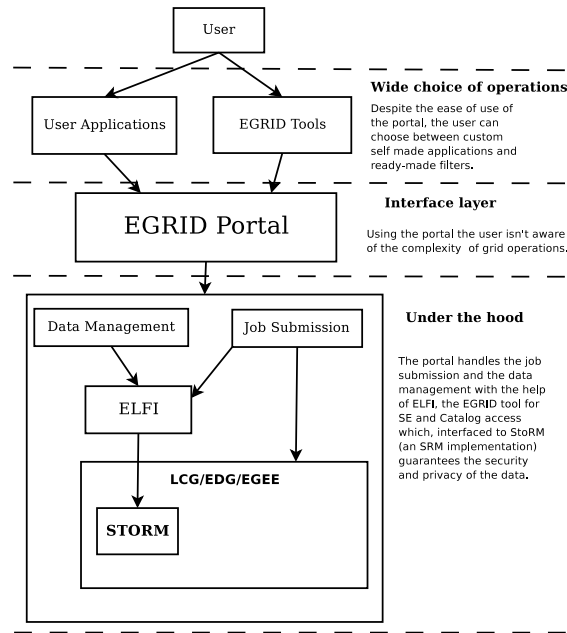 User
Wide choice of operations
Despite the ease of use of
the portal, the user can
choose between custom
self made applications and
ready-made filters.
User Applications
EGRID Tools
EGRID Portal
Interface layer
Using the portal the user isn't aware
of the complexity of grid operations.
Under the hood
Data Management
Job Submission
The portal handles the job
submission and the data
management with the help
of ELFI, the EGRID tool for
SE and Catalog access
which, interfaced to StoRM
(an SRM implementation)
guarantees the security
and privacy of the data.
ELFI
LCG/EDG/EGEE
STORM